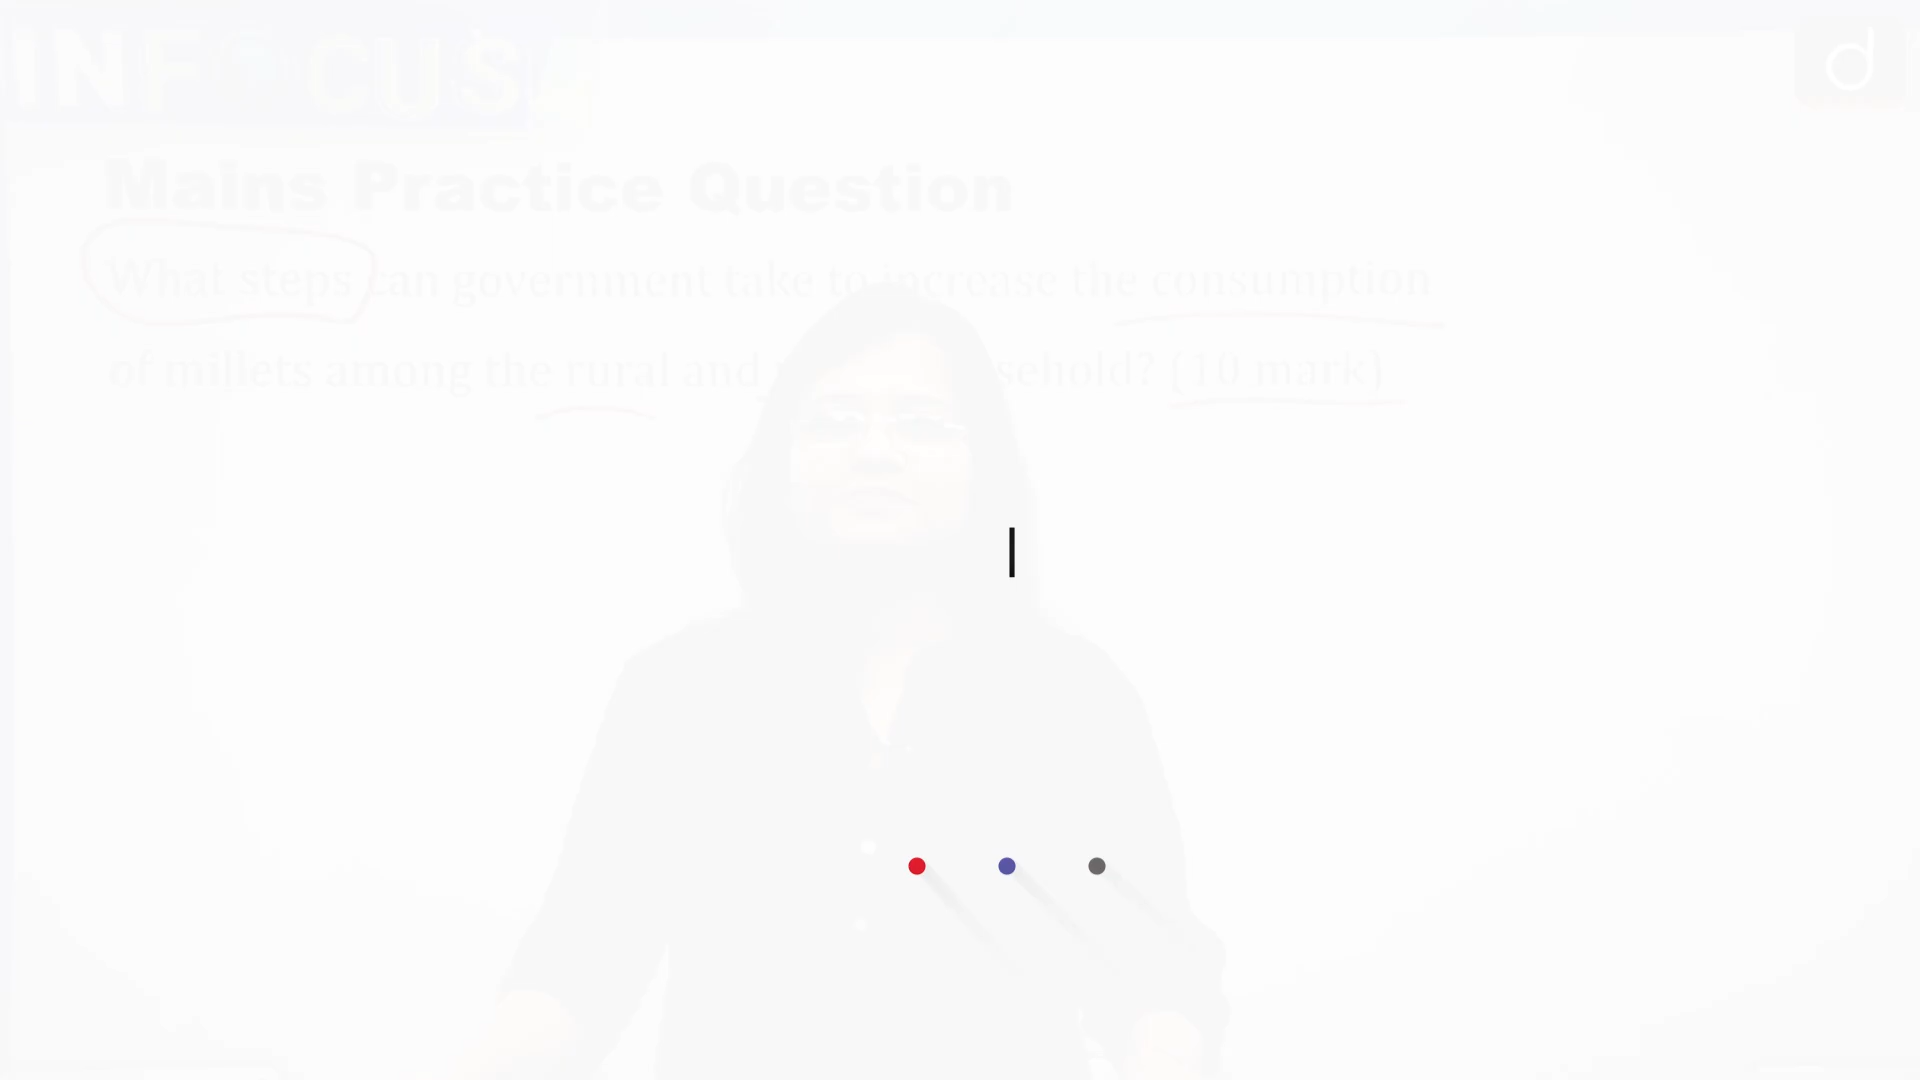 INFOCUS
d
Mains Practice Question
What steps can government take to increase the consumption
of millets among the rural and sehold? (10 mark)